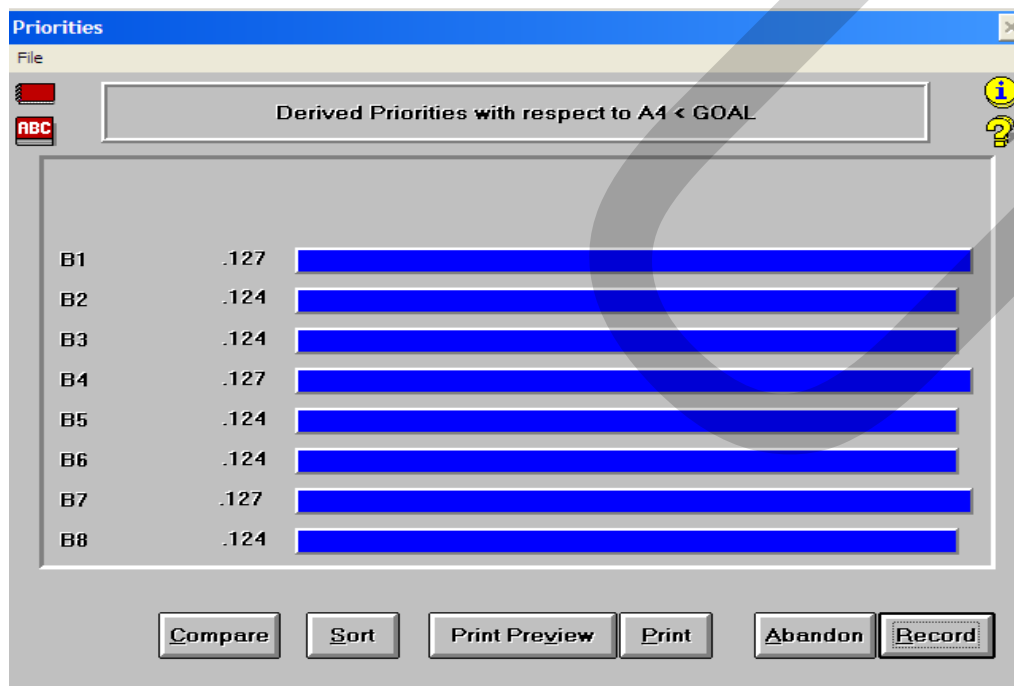 Priorities
File
ABC
Derived Priorities with respect to A4 < GOAL
B1 .127
B2 .124
B3 .124
B4 .127
B5 .124
B6 .124
B7 .127
B8 .124
Compare Sort Print Preview Print Abandon Record